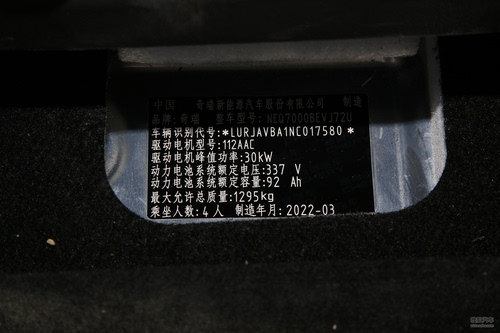 中国 奇瑞新能源汽车股份有限公司 制造
品牌:奇瑞 整车型号:NEQ7000BEVJ72U
车辆识别代号:*LURJAVBA1NC017580*
驱动电机型号:112AAC
驱动电机峰值功率:30kW
动力电池系统额定电压:337 V
动力电池系统额定容量:92 Ah
最大允许总质量:1295kg
乘坐人数:4人 制造年月:2022-03